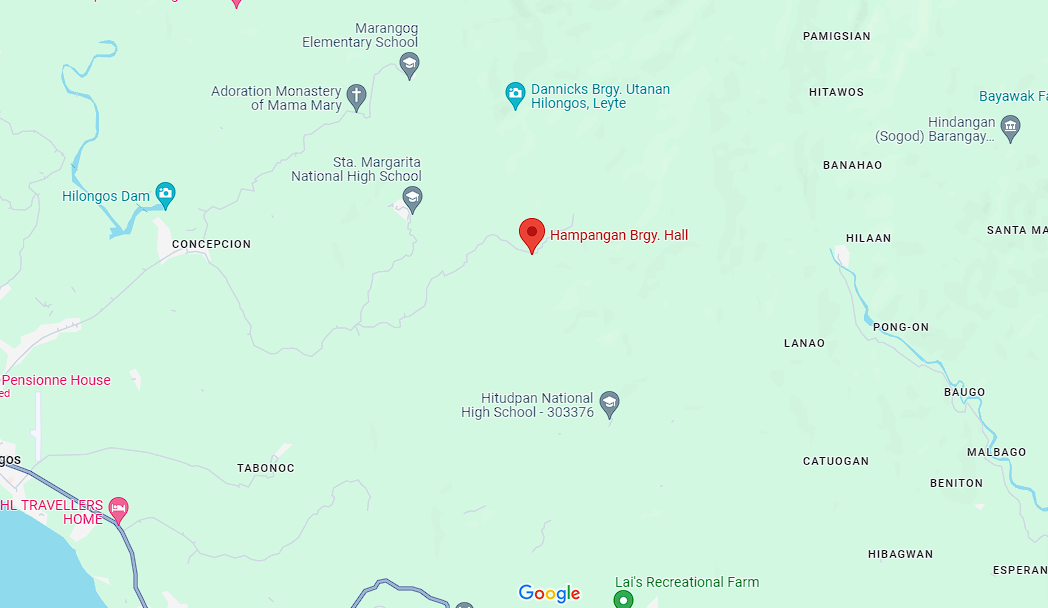 Marangog
Elementary School
PAMIGSIAN
Adoration Monastery
of Mama Mary
Dannicks Brgy. Utanan
Hilongos, Leyte
HITAWOS
Bayawak Fa
Hindangan
(Sogod) Barangay...
Sta. Margarita
National High School
BANAHAO
Hilongos Dam
CONCEPCION
Hampangan Brgy. Hall
HILAAN
SANTA MA
PONG-ON
LANAO
Pensionne House
ed
Hitudpan National
High School - 303376
BAUGO
gos
TABONOC
CATUOGAN
MALBAGO
BENITON
HL TRAVELLERS
HOME
HIBAGWAN
ESPERAN
Lai's Recreational Farm
Google